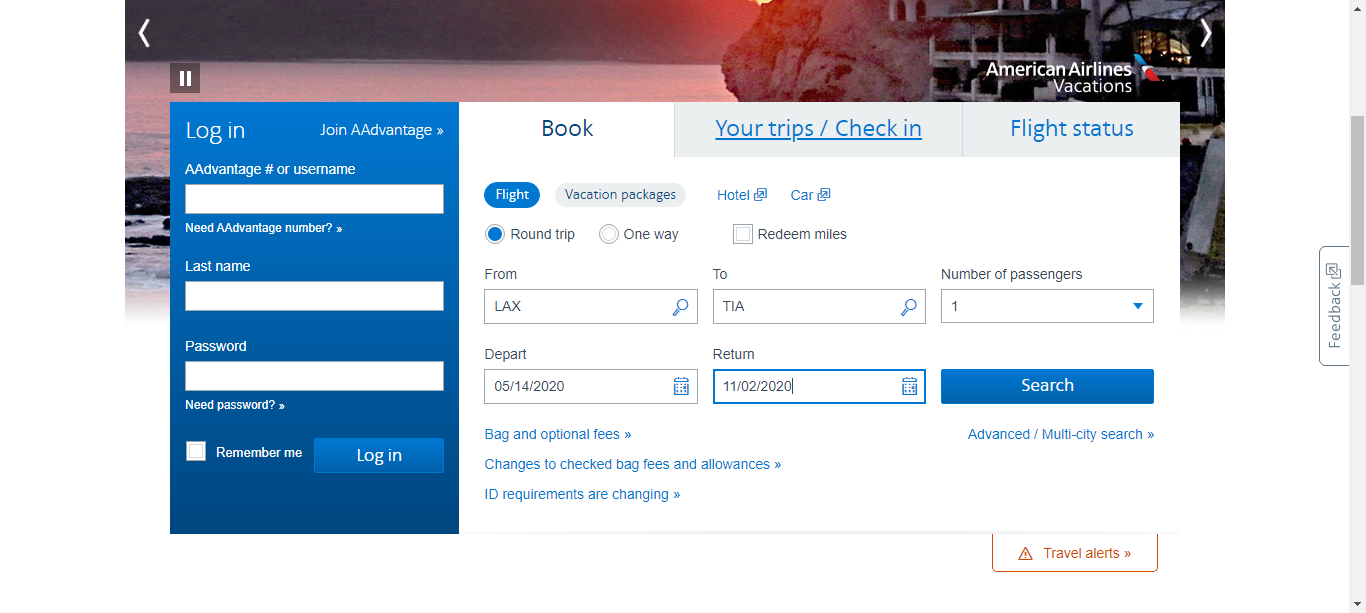 American Airlines
Vacations
Log in
Join AAdvantage »
AAdvantage # or username
Need AAdvantage number? »
Last name
Password
Need password? »
Remember me
Log in
Book
Your trips / Check in
Flight status
Flight
Vacation packages
Hotel
Car
Round trip
One way
Redeem miles
From
To
Number of passengers
LAX
TIA
1
Depart
Return
05/14/2020
11/02/2020
Search
Bag and optional fees »
Advanced / Multi-city search »
Changes to checked bag fees and allowances »
ID requirements are changing »
Travel alerts »
Feedback